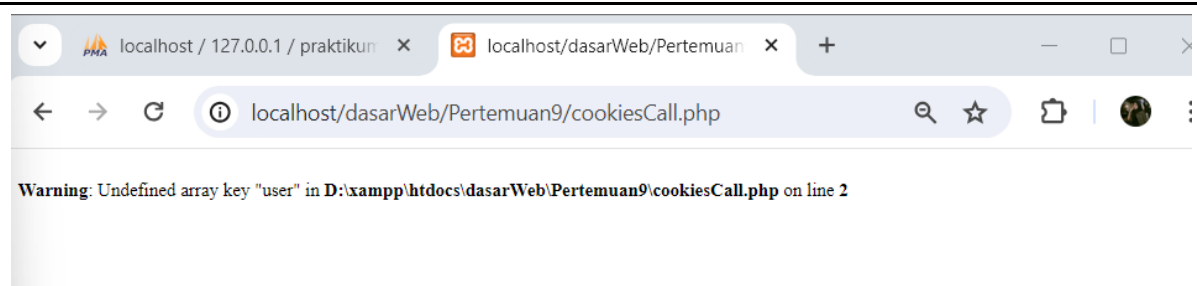 PMA localhost / 127.0.0.1 / praktikum
localhost/dasarWeb/Pertemuan
localhost/dasarWeb/Pertemuan9/cookiesCall.php
Warning: Undefined array key "user" in D:\xampp\htdocs\dasarWeb\Pertemuan9\cookiesCall.php on line 2